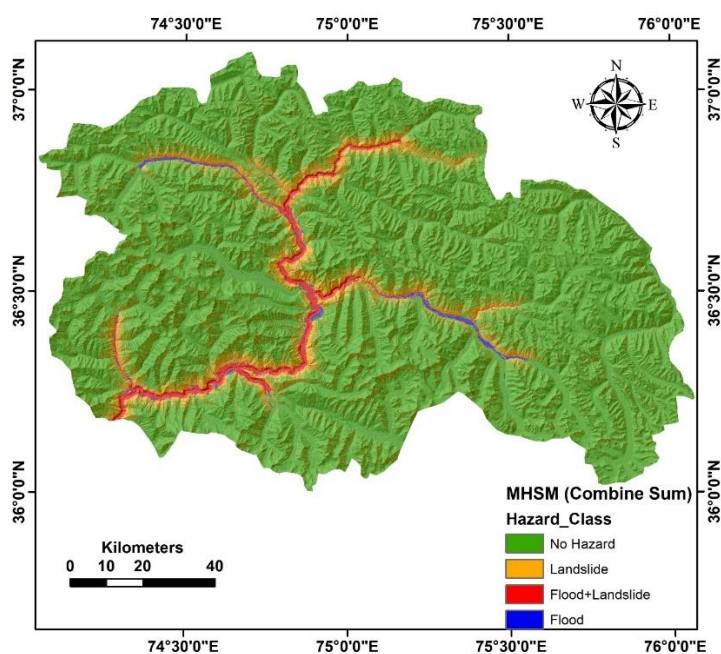 74°30'0"E 75°0'0"E 75°30'0"E 76°0'0"E
37°0'0"N 37°0'0"N
N
W E
S
36°30'0"N 36°30'0"N
36°0'0"N 36°0'0"N
MHSM (Combine Sum)
Hazard_Class
No Hazard
Landslide
Flood+Landslide
Flood
Kilometers
0 10 20 40
74°30'0"E 75°0'0"E 75°30'0"E 76°0'0"E